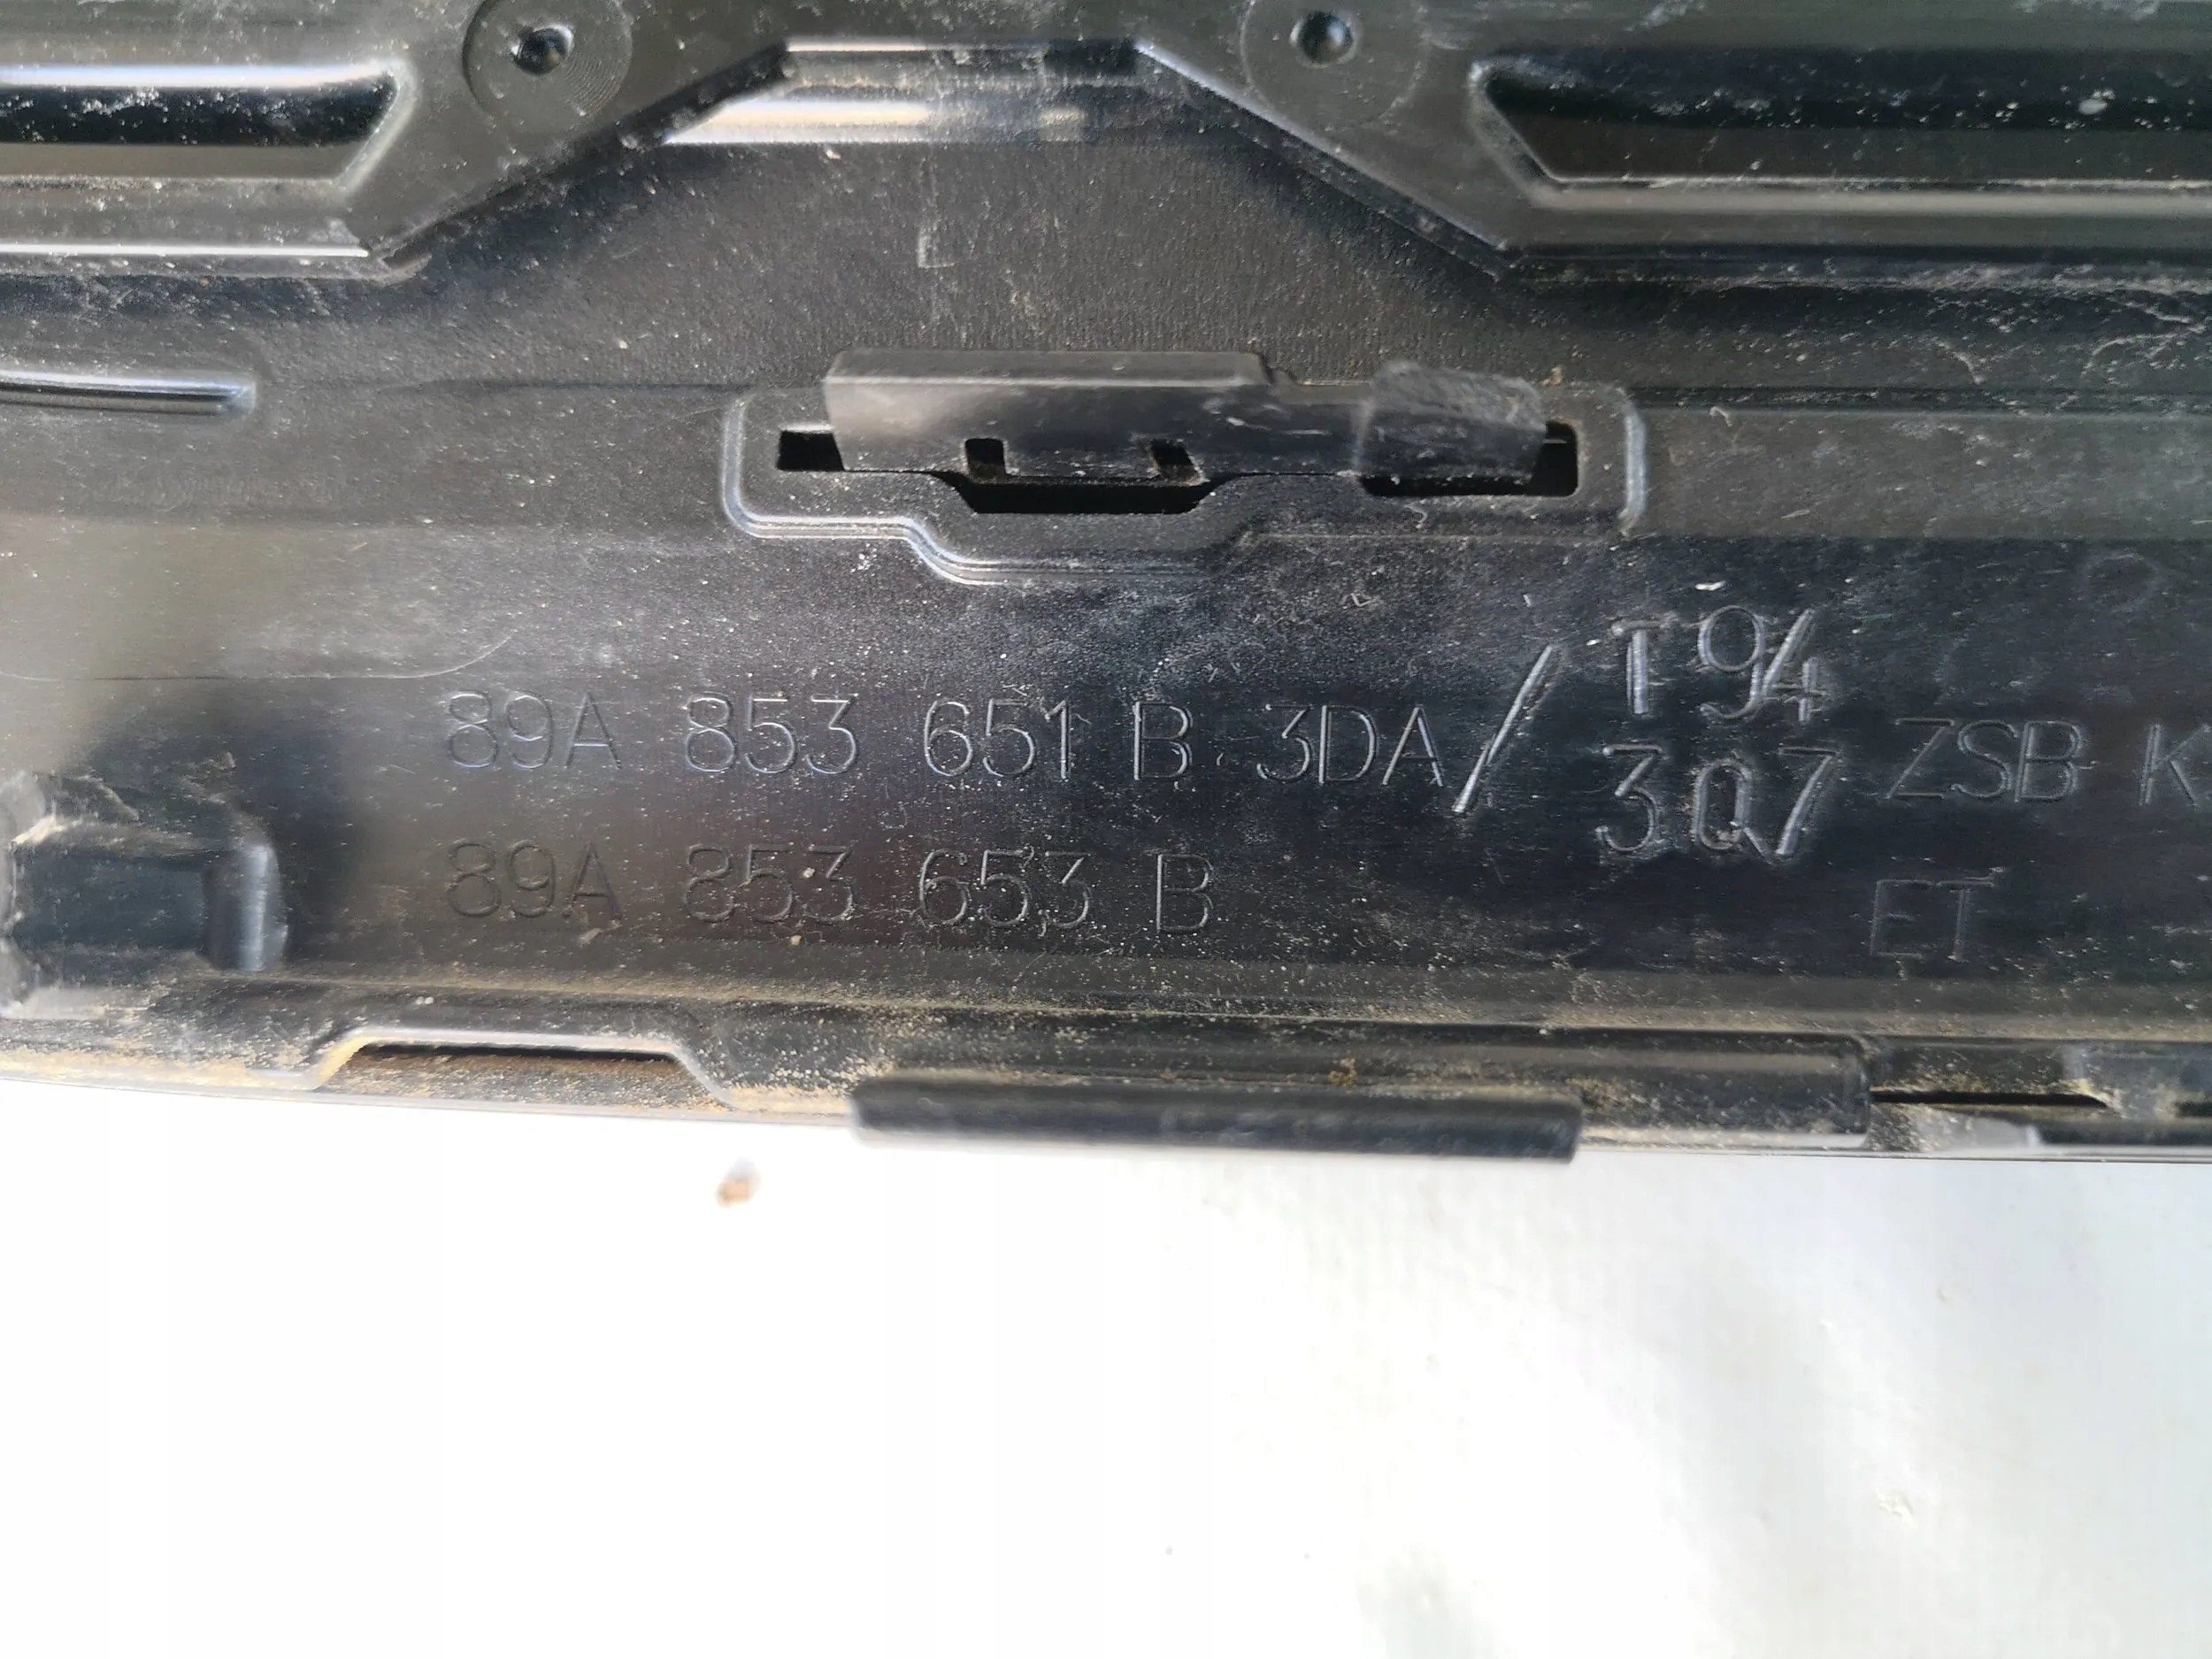 89A 853 651 B 3DA/ T94 3Q7 ZSB K
89A 853 653 B ET